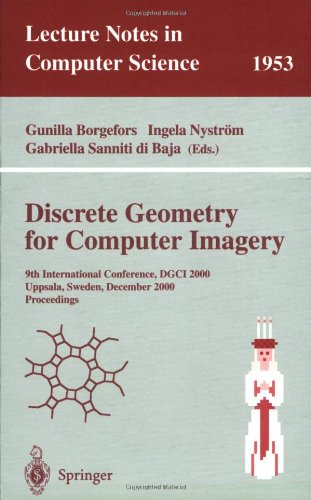 Lecture Notes in
Computer Science 1953
Gunilla Borgefors Ingela Nyström
Gabriella Sanniti di Baja (Eds.)
Discrete Geometry
for Computer Imagery
9th International Conference, DGCI 2000
Uppsala, Sweden, December 2000
Proceedings
Springer